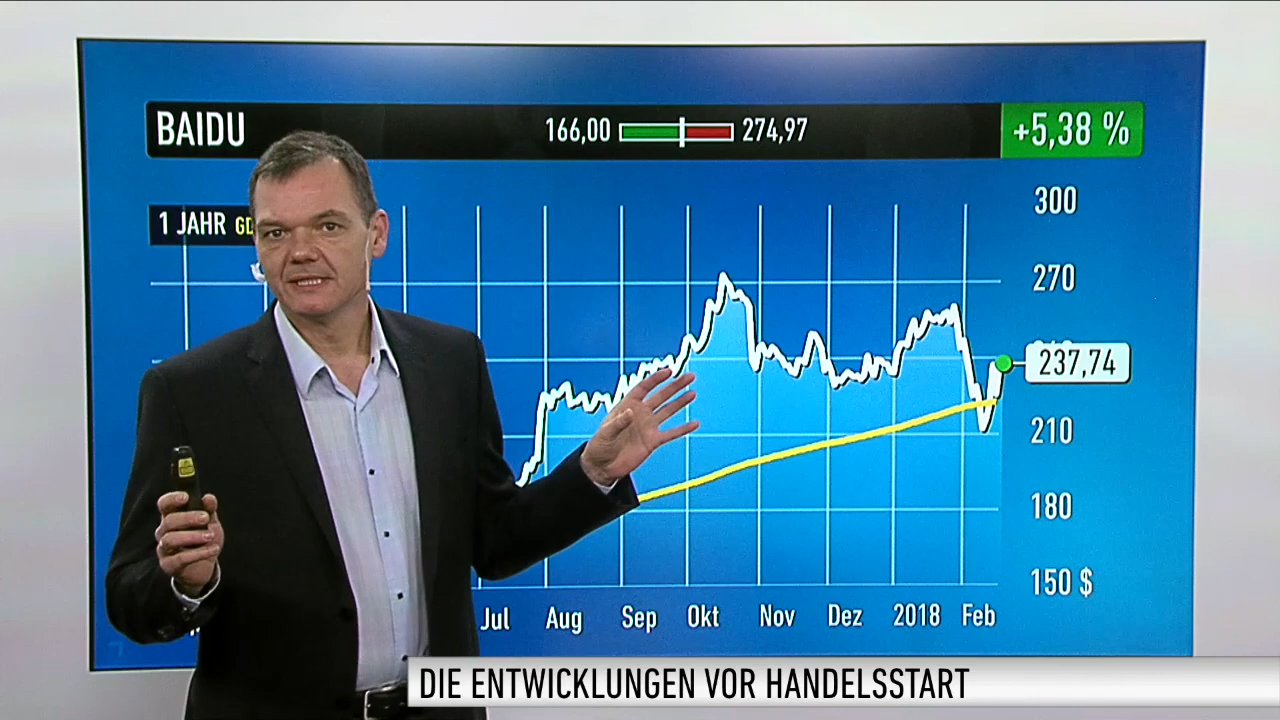 BAIDU 166,00 274,97 +5,38 %
1 JAHR GD
300
270
237,74
210
180
150 $
Jul Aug Sep Okt Nov Dez 2018 Feb
DIE ENTWICKLUNGEN VOR HANDELSSTART